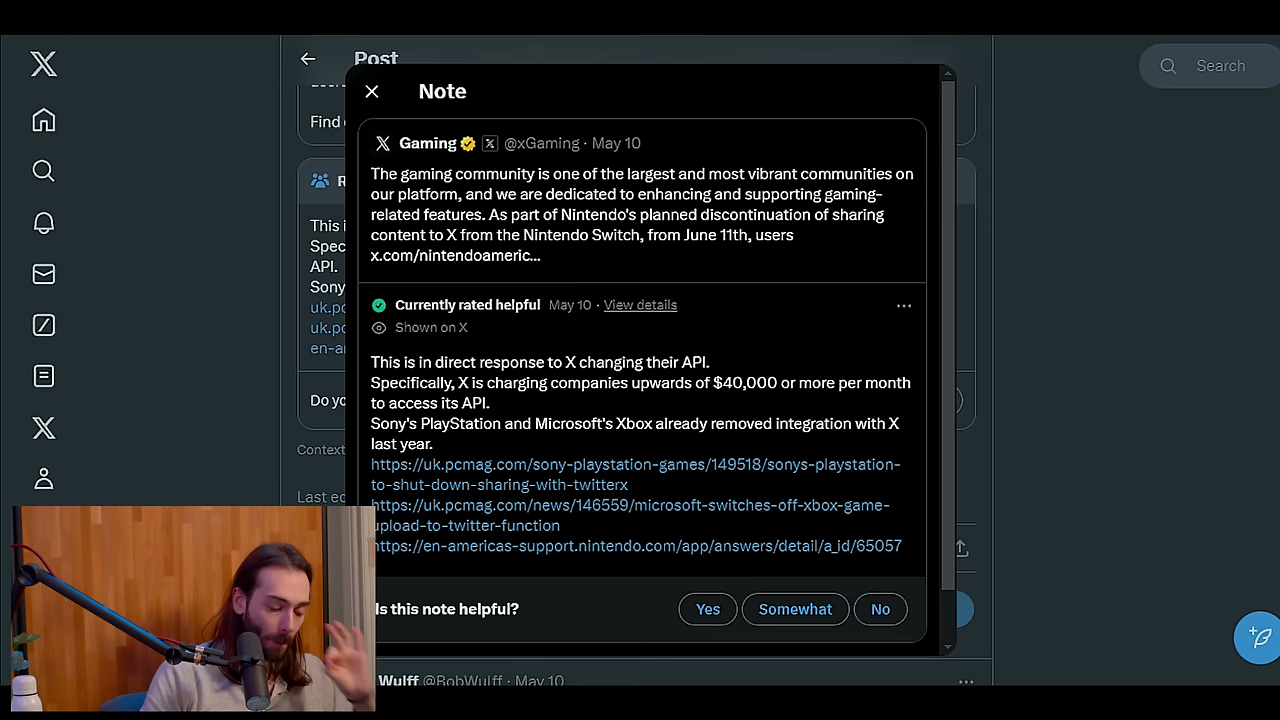 Post
Search
Note
Find
Gaming @xGaming · May 10
The gaming community is one of the largest and most vibrant communities on
our platform, and we are dedicated to enhancing and supporting gaming-
related features. As part of Nintendo's planned discontinuation of sharing
content to X from the Nintendo Switch, from June 11th, users
x.com/nintendoameric...
R
This i
Spec
API.
Sony
uk.pc
uk.pc
en-ar
Currently rated helpful May 10 · View details
Shown on X
This is in direct response to X changing their API.
Specifically, X is charging companies upwards of $40,000 or more per month
to access its API.
Sony's PlayStation and Microsoft's Xbox already removed integration with X
last year.
https://uk.pcmag.com/sony-playstation-games/149518/sonys-playstation-
to-shut-down-sharing-with-twitterx
https://uk.pcmag.com/news/146559/microsoft-switches-off-xbox-game-
upload-to-twitter-function
https://en-americas-support.nintendo.com/app/answers/detail/a_id/65057
Do yo
Context
Last ed
Is this note helpful?
Yes
Somewhat
No
Wulff @BobWulff · May 10